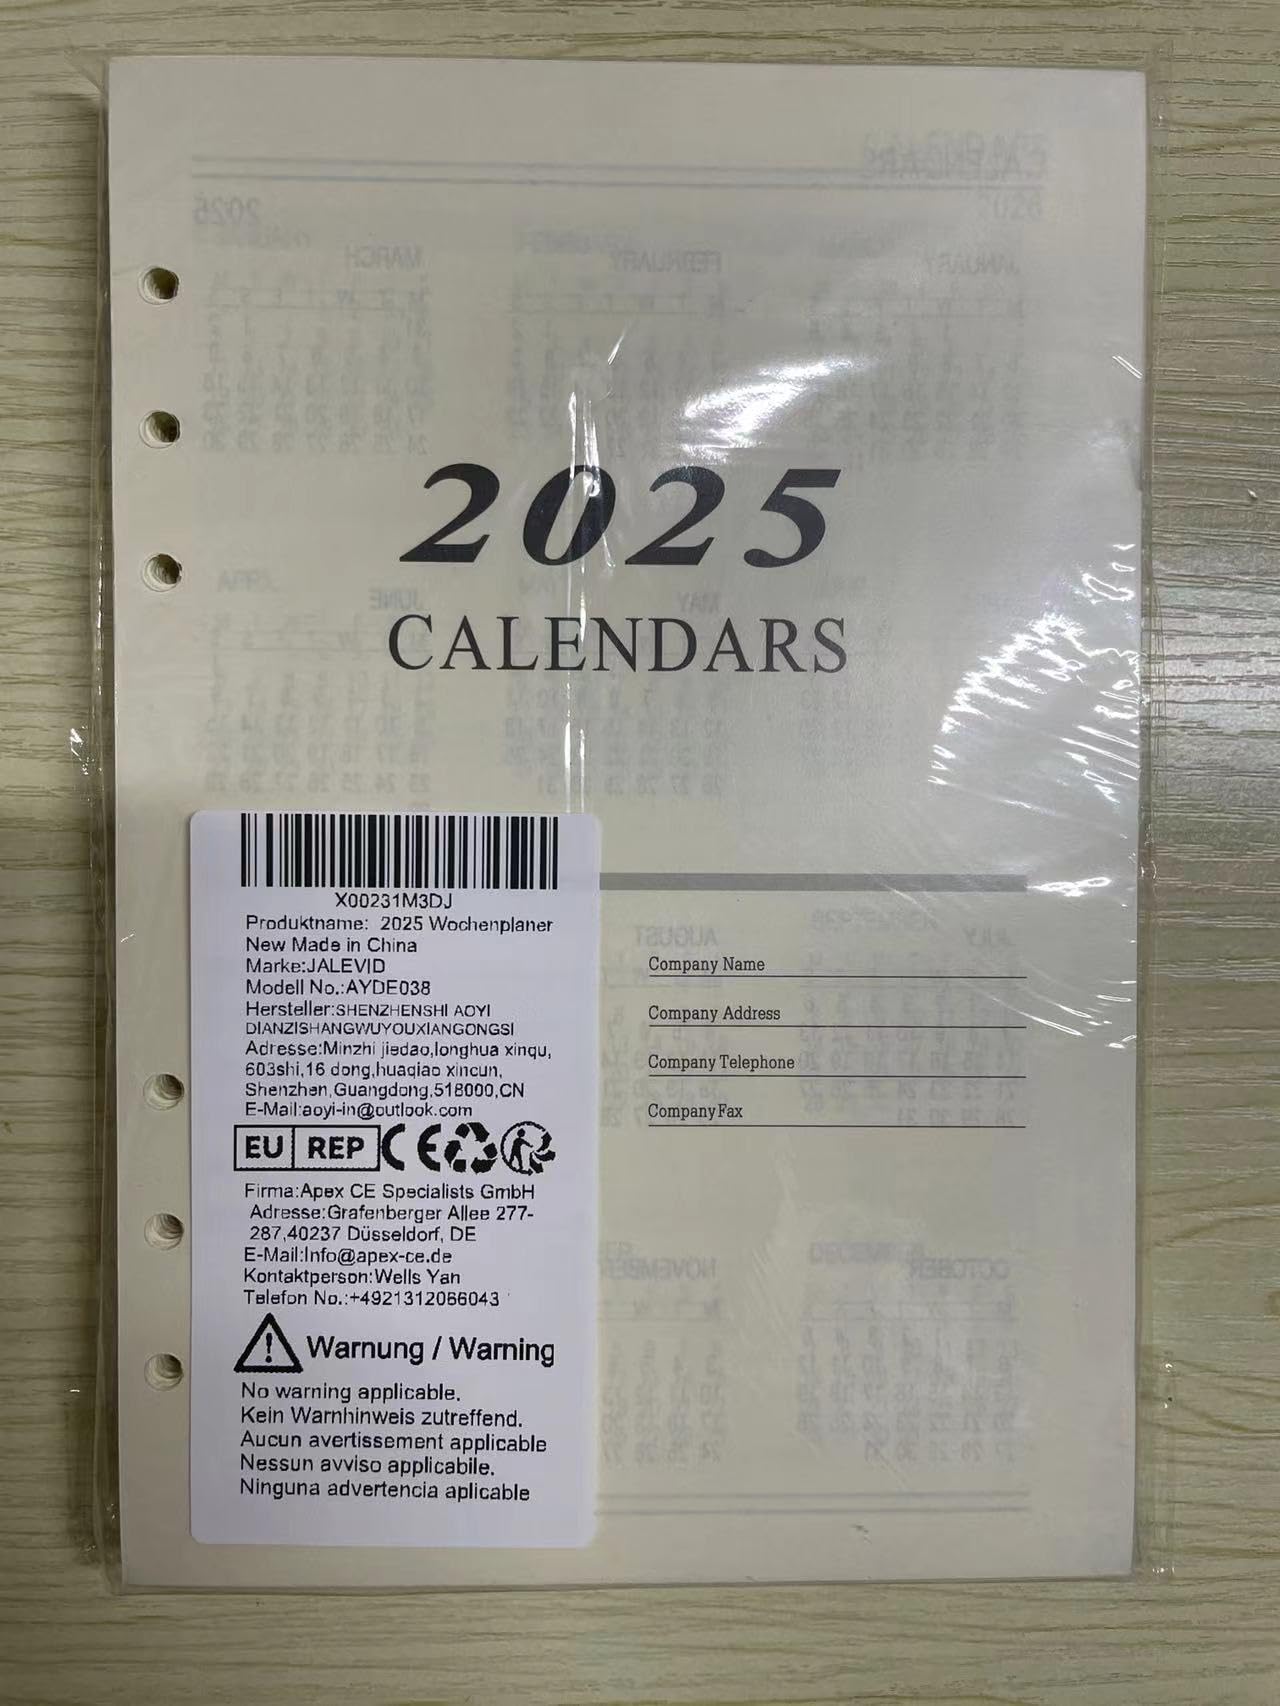 2025
CALENDARS
X00231M3DJ
Produktname: 2025 Wochenplaner
New Made in China
Marke:JALEVID
Modell No.:AYDE038
Hersteller:SHENZHENSHI AOYI
DIANZISHANGWUYOUXIANGONGSI
Adresse:Minzhi jiedao,longhua xinqu,
603shi,16 dong,huaqiao xincun,
Shenzhen,Guangdong,518000,CN
E-Mail:aoyi-in@outlook.com
EU REP CE
Firma:Apex CE Specialists GmbH
Adresse:Grafenberger Allee 277-
287,40237 Düsseldorf, DE
E-Mail:Info@apex-ce.de
Kontaktperson:Wells Yan
Telefon No.:+4921312066043
Warnung / Warning
No warning applicable.
Kein Warnhinweis zutreffend.
Aucun avertissement applicable
Nessun avviso applicabile.
Ninguna advertencia aplicable
Company Name
Company Address
Company Telephone
Company Fax